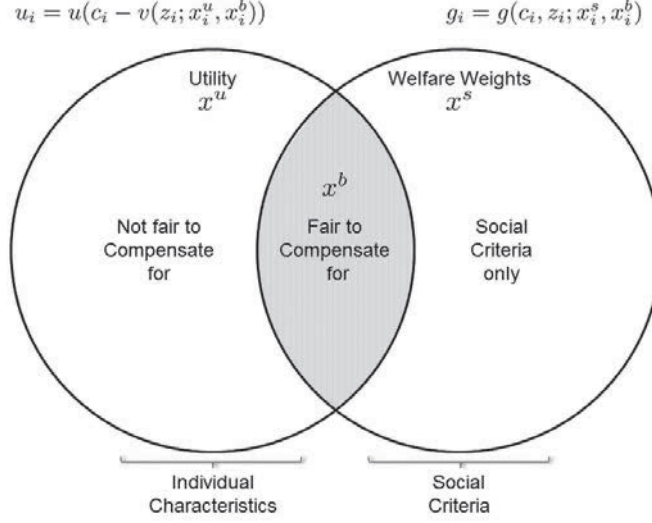 u_i = u(c_i − v(z_i; x_i^u, x_i^b))
g_i = g(c_i, z_i; x_i^s, x_i^b)
Utility
x^u
Welfare Weights
x^s
x^b
Not fair to
Compensate
for
Fair to
Compensate
for
Social
Criteria
only
Individual
Characteristics
Social
Criteria